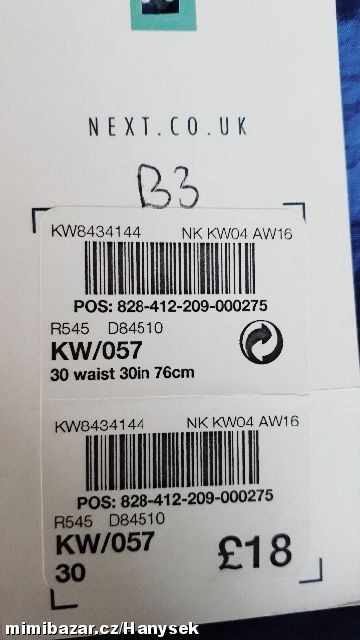 NEXT.CO.UK
B3
KW8434144 NK KW04 AW16
POS: 828-412-209-000275
R545 D84510
KW/057
30 waist 30in 76cm
KW8434144 NK KW04 AW16
POS: 828-412-209-000275
R545 D84510
KW/057
30 £18
mimibazar.cz/Hanysek